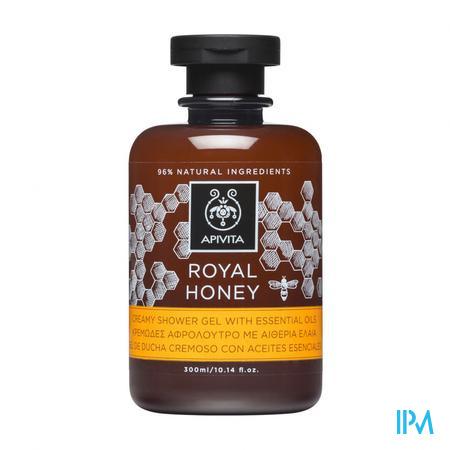 96% NATURAL INGREDIENTS
APIVITA
ROYAL
HONEY
CREAMY SHOWER GEL WITH ESSENTIAL OILS
ΚΡΕΜΩΔΕΣ ΑΦΡΟΛΟΥΤΡΟ ΜΕ ΑΙΘΕΡΙΑ ΕΛΑΙΑ
GEL DE DUCHA CREMOSO CON ACEITES ESENCIALES
300ml/10.14 fl.oz.
IPM